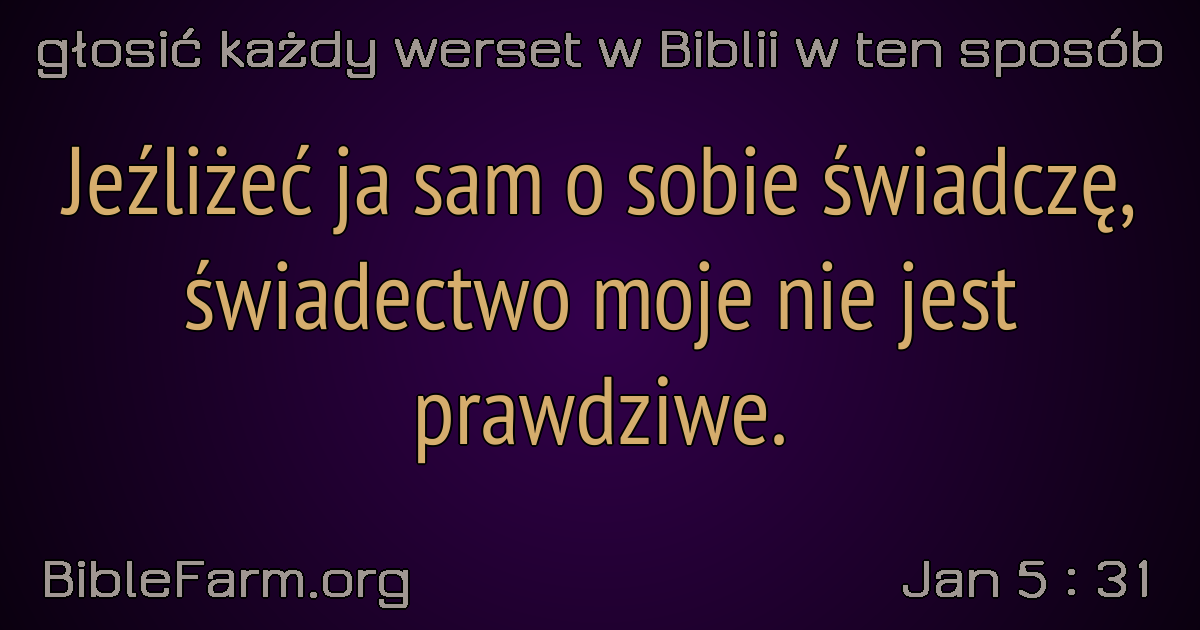 głosić każdy werset w Biblii w ten sposób
Jeźliżeć ja sam o sobie świadczę,
świadectwo moje nie jest
prawdziwe.
BibleFarm.org
Jan 5 : 31